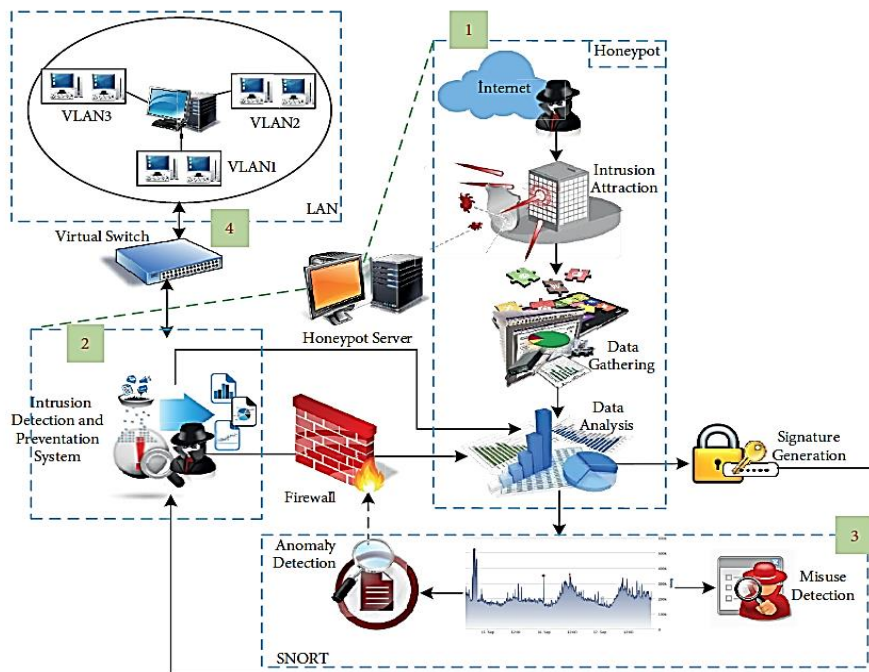 1
Honeypot
Internet
VLAN3
VLAN2
VLAN1
LAN
Intrusion
Attraction
Virtual Switch
4
Honeypot Server
2
Data
Gathering
Intrusion
Detection and
Preventation
System
Data
Analysis
Signature
Generation
Firewall
3
Anomaly
Detection
Misuse
Detection
SNORT